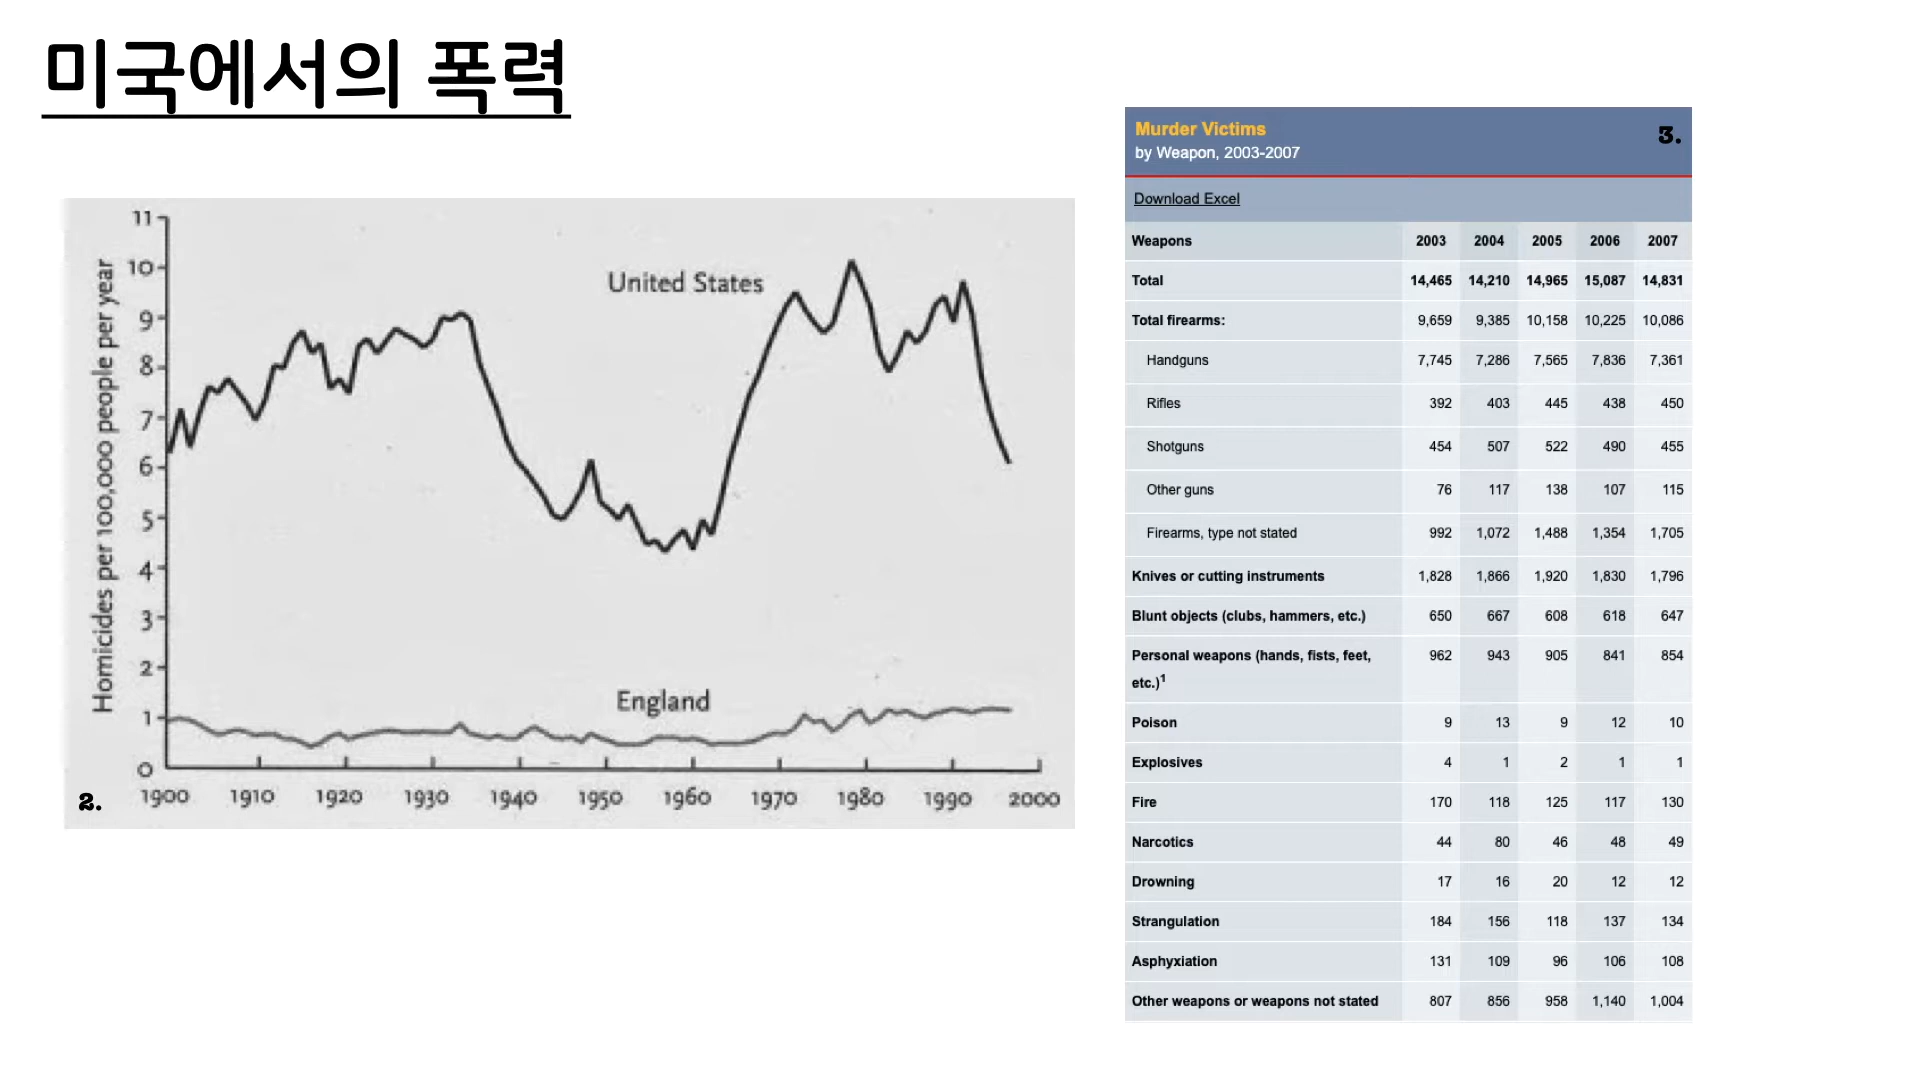 미국에서의 폭력
11
10
9
8
7
6
5
4
3
2
1
0
Homicides per 100,000 people per year
United States
England
1900 1910 1920 1930 1940 1950 1960 1970 1980 1990 2000
2.
Murder Victims
by Weapon, 2003-2007
3.
Download Excel
Weapons 2003 2004 2005 2006 2007
Total 14,465 14,210 14,965 15,087 14,831
Total firearms: 9,659 9,385 10,158 10,225 10,086
Handguns 7,745 7,286 7,565 7,836 7,361
Rifles 392 403 445 438 450
Shotguns 454 507 522 490 455
Other guns 76 117 138 107 115
Firearms, type not stated 992 1,072 1,488 1,354 1,705
Knives or cutting instruments 1,828 1,866 1,920 1,830 1,796
Blunt objects (clubs, hammers, etc.) 650 667 608 618 647
Personal weapons (hands, fists, feet, 962 943 905 841 854
etc.)1
Poison 9 13 9 12 10
Explosives 4 1 2 1 1
Fire 170 118 125 117 130
Narcotics 44 80 46 48 49
Drowning 17 16 20 12 12
Strangulation 184 156 118 137 134
Asphyxiation 131 109 96 106 108
Other weapons or weapons not stated 807 856 958 1,140 1,004